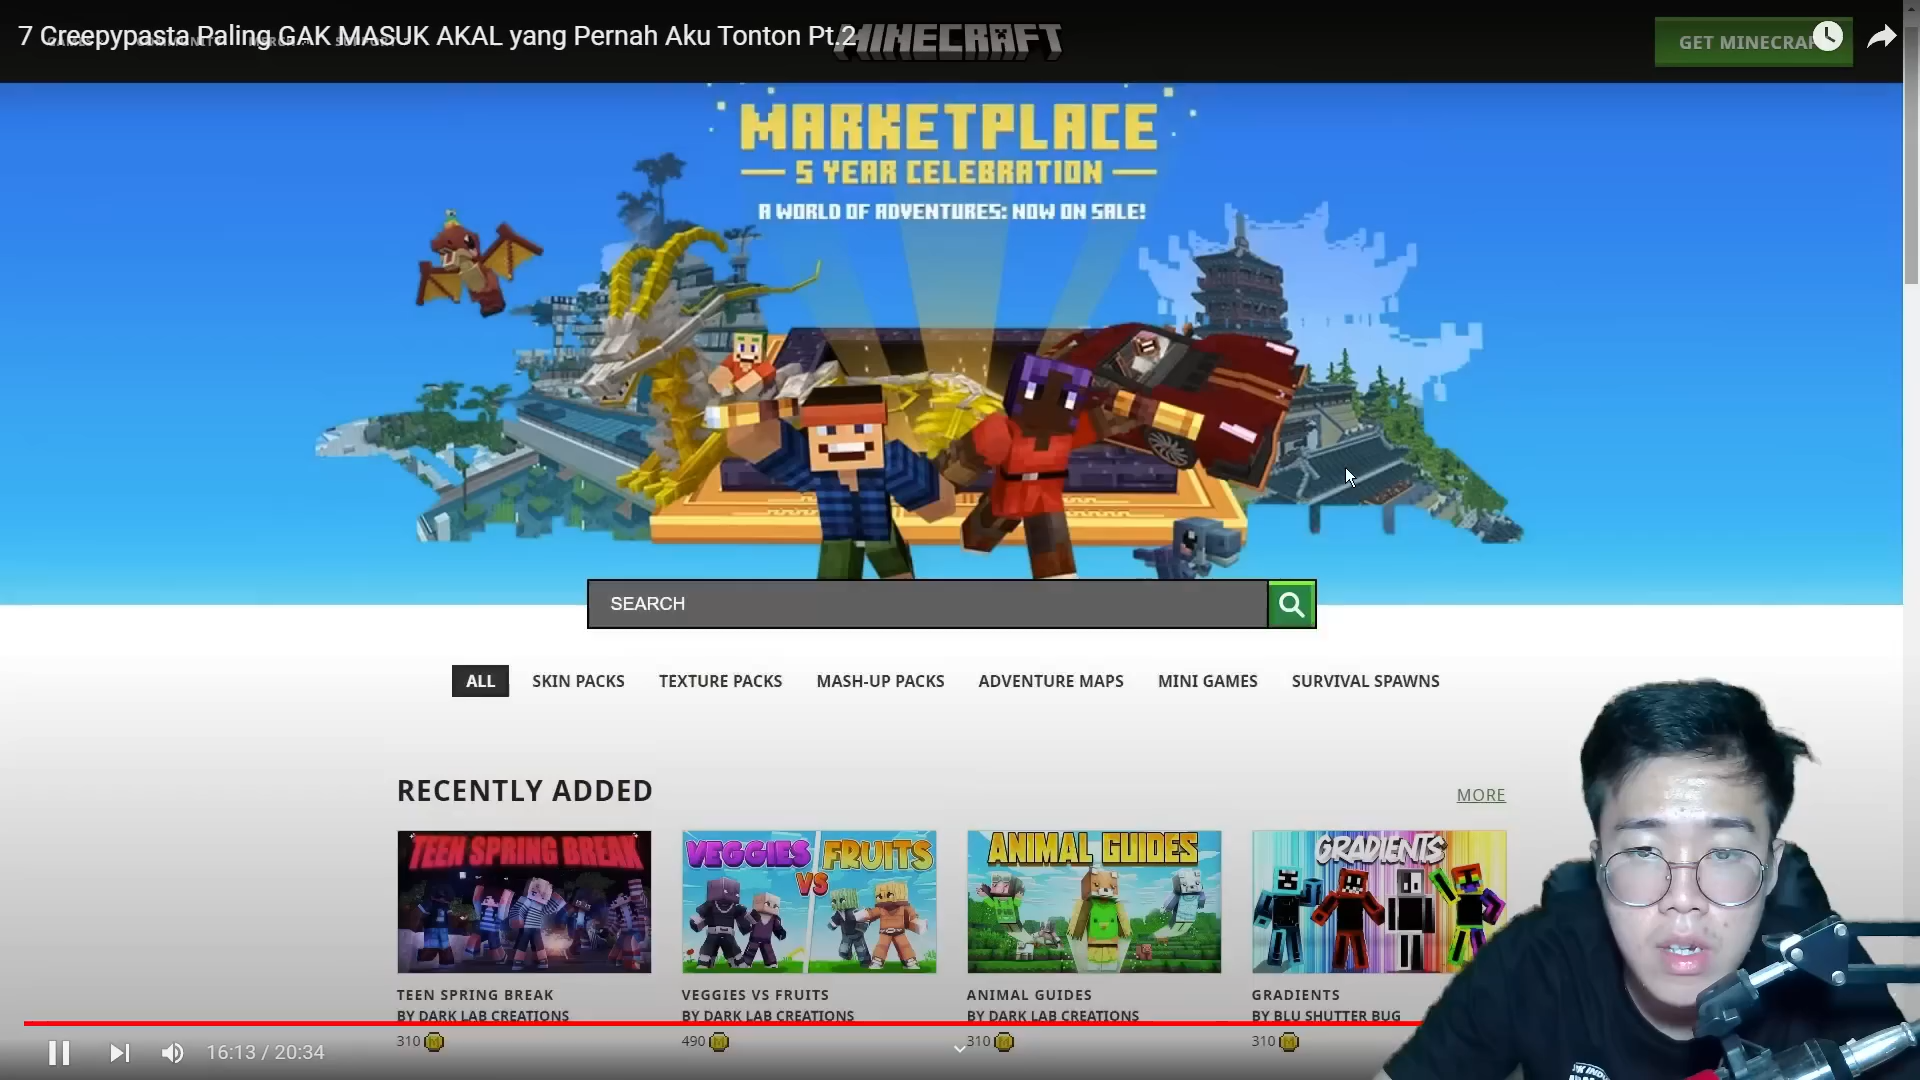 7 Creepypasta Paling GAK MASUK AKAL yang Pernah Aku Tonton Pt.2
MINECRAFT
GET MINECRAF
MARKETPLACE
5 YEAR CELEBRATION
A WORLD OF ADVENTURES: NOW ON SALE!
SEARCH
ALL SKIN PACKS TEXTURE PACKS MASH-UP PACKS ADVENTURE MAPS MINI GAMES SURVIVAL SPAWNS
RECENTLY ADDED
MORE
TEEN SPRING BREAK
VEGGIES VS FRUITS
ANIMAL GUIDES
GRADIENTS
TEEN SPRING BREAK
BY DARK LAB CREATIONS
310
VEGGIES VS FRUITS
BY DARK LAB CREATIONS
490
ANIMAL GUIDES
BY DARK LAB CREATIONS
310
GRADIENTS
BY BLU SHUTTER BUG
310
16:13 / 20:34